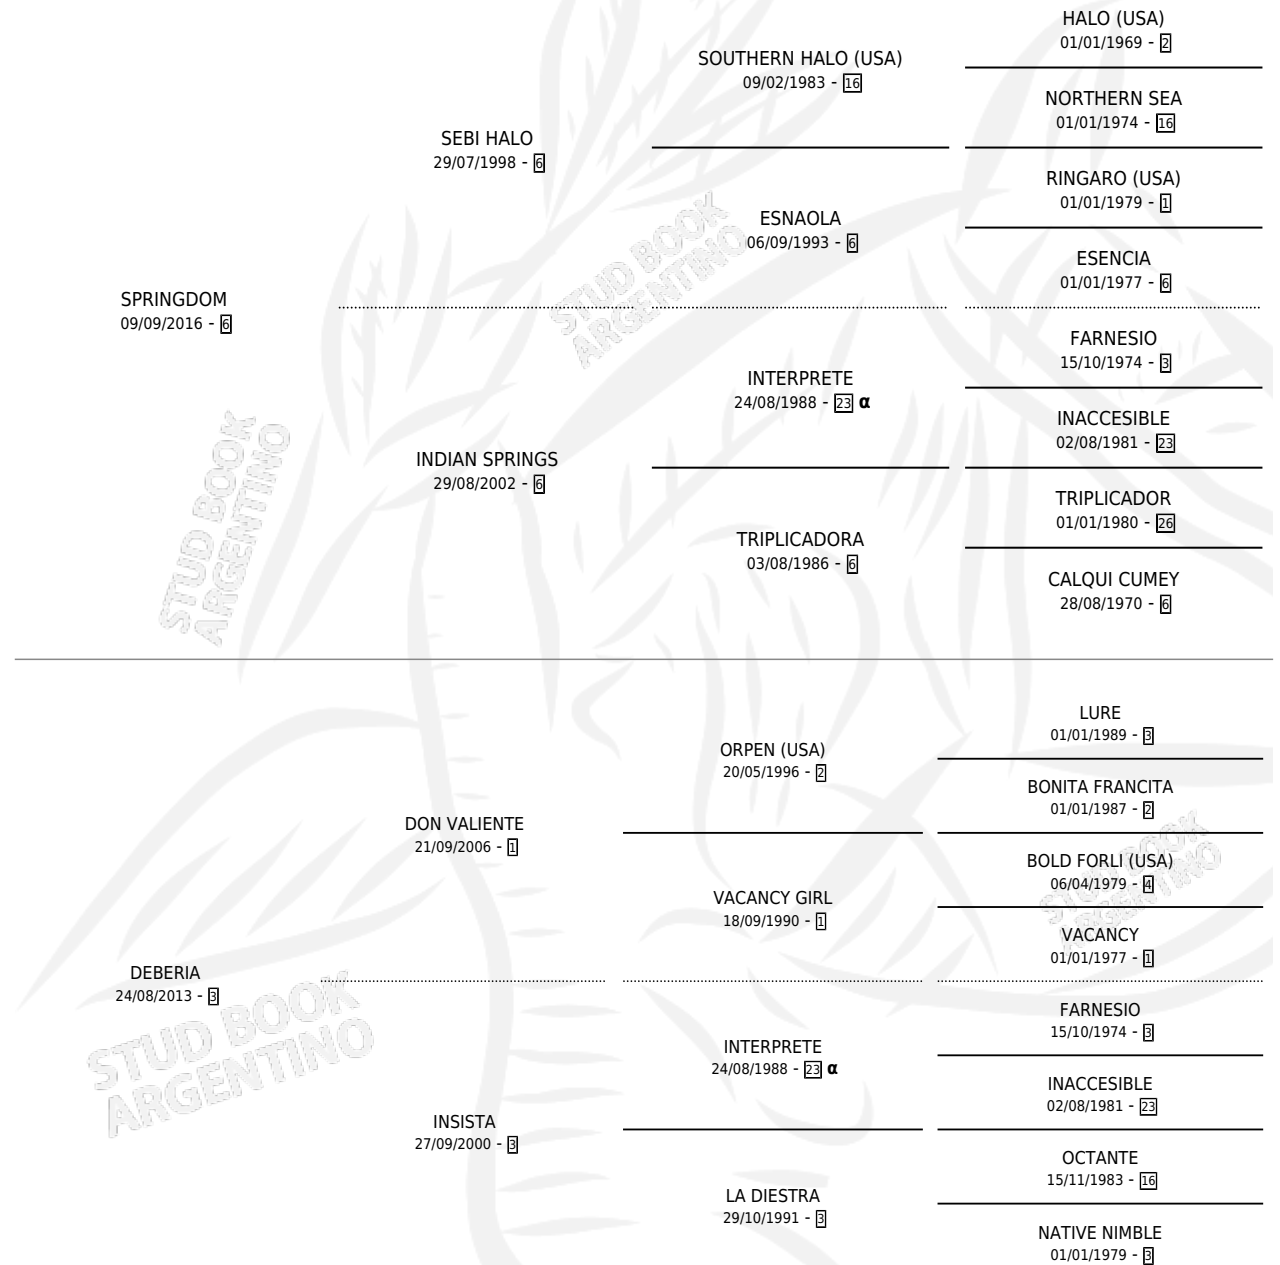 HALO (USA)
01/01/1969 - 2
SOUTHERN HALO (USA)
09/02/1983 - 16
NORTHERN SEA
01/01/1974 - 16
SEBI HALO
29/07/1998 - 6
RINGARO (USA)
01/01/1979 - 1
ESNAOLA
06/09/1993 - 6
ESENCIA
01/01/1977 - 6
SPRINGDOM
09/09/2016 - 6
FARNESIO
15/10/1974 - 3
INTERPRETE
24/08/1988 - 23 α
INACCESIBLE
02/08/1981 - 23
INDIAN SPRINGS
29/08/2002 - 6
TRIPLICADOR
01/01/1980 - 26
TRIPLICADORA
03/08/1986 - 6
CALQUI CUMEY
28/08/1970 - 6
LURE
01/01/1989 - 3
ORPEN (USA)
20/05/1996 - 2
BONITA FRANCITA
01/01/1987 - 2
DON VALIENTE
21/09/2006 - 1
BOLD FORLI (USA)
06/04/1979 - 4
VACANCY GIRL
18/09/1990 - 1
VACANCY
01/01/1977 - 1
DEBERIA
24/08/2013 - 3
FARNESIO
15/10/1974 - 3
INTERPRETE
24/08/1988 - 23 α
INACCESIBLE
02/08/1981 - 23
INSISTA
27/09/2000 - 3
OCTANTE
15/11/1983 - 16
LA DIESTRA
29/10/1991 - 3
NATIVE NIMBLE
01/01/1979 - 3
STUD BOOK
ARGENTINO
STUD BOOK
ARGENTINO
STUD BOOK
ARGENTINO
STUD BOOK
ARGENTINO